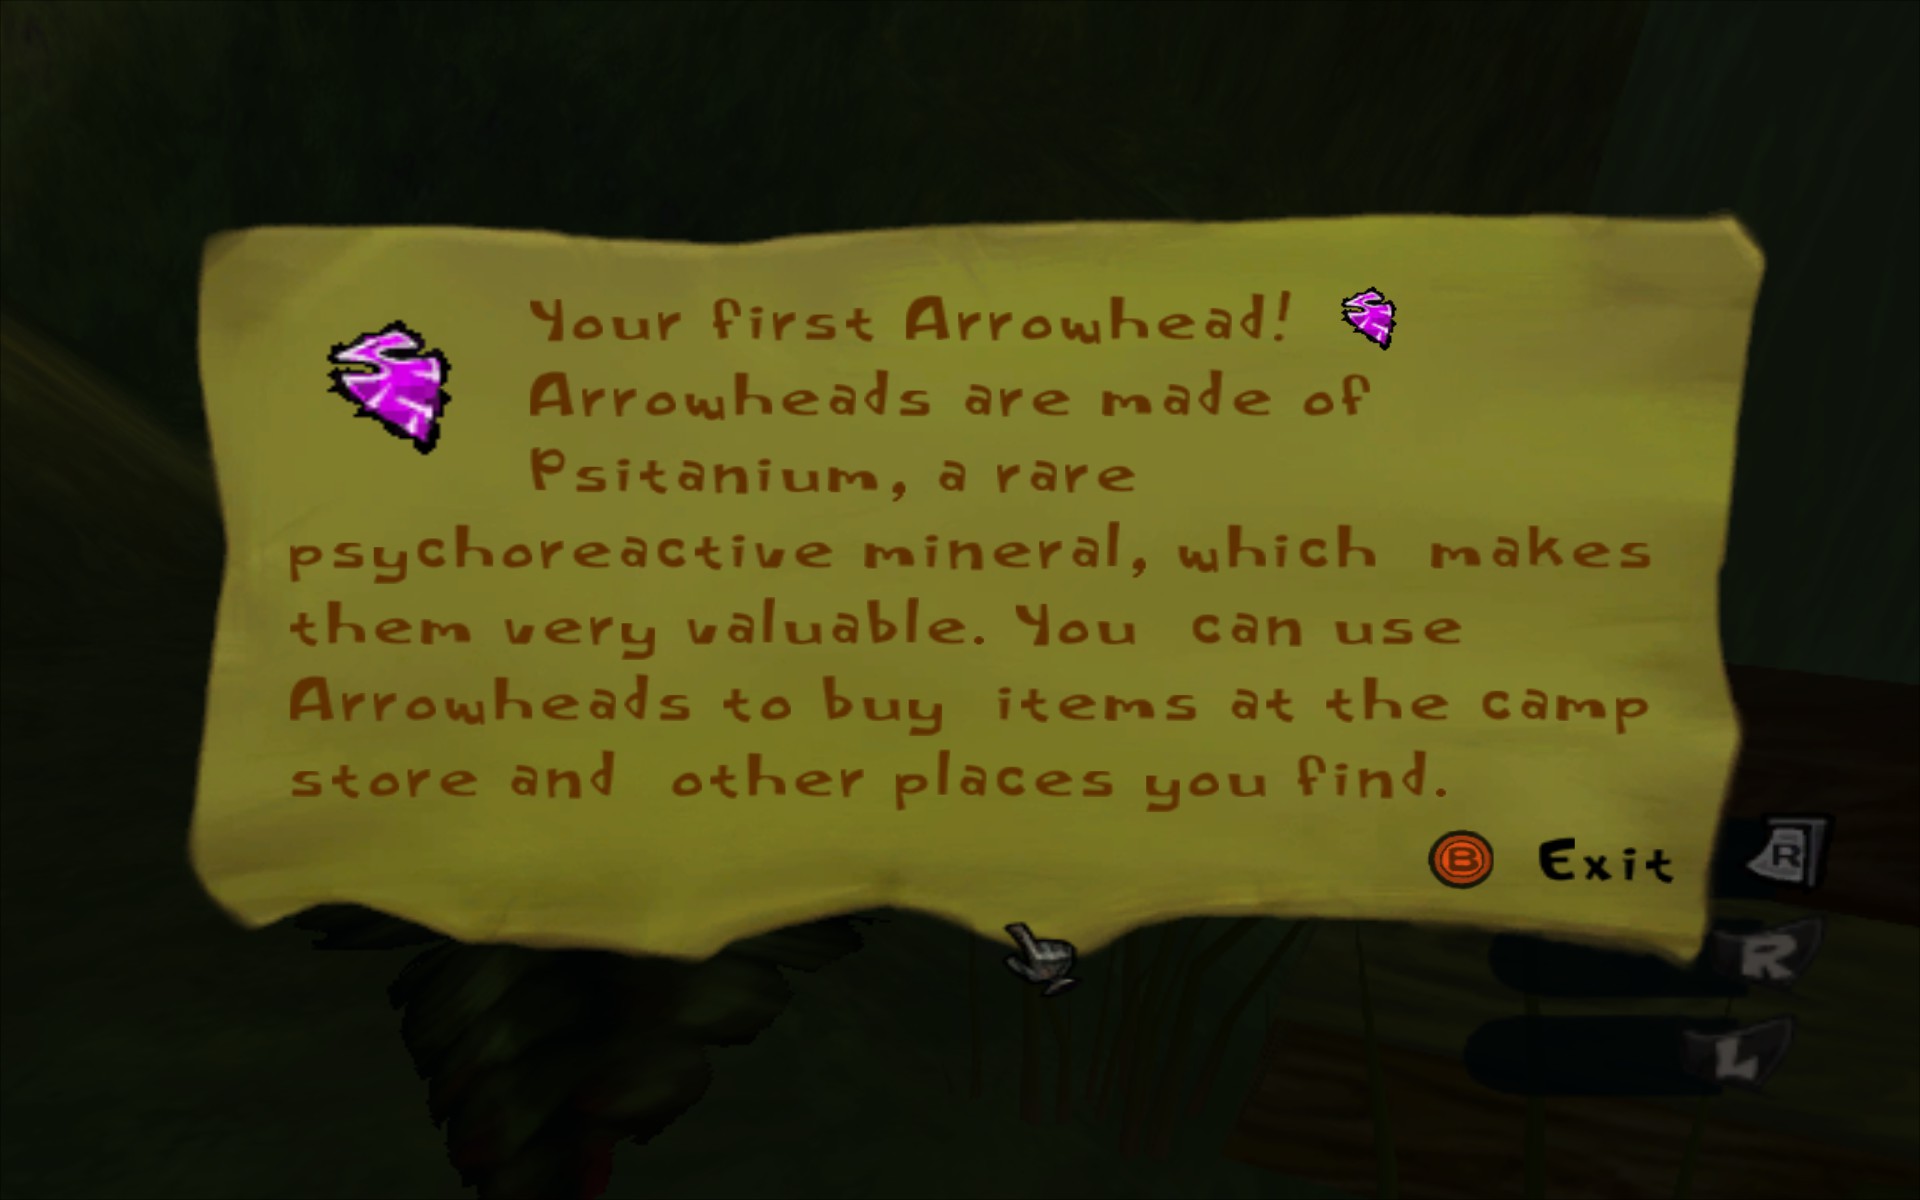 Your first Arrowhead!
Arrowheads are made of
Psitanium, a rare
psychoreactive mineral, which makes
them very valuable. You can use
Arrowheads to buy items at the camp
store and other places you find.
B Exit
R
R
L